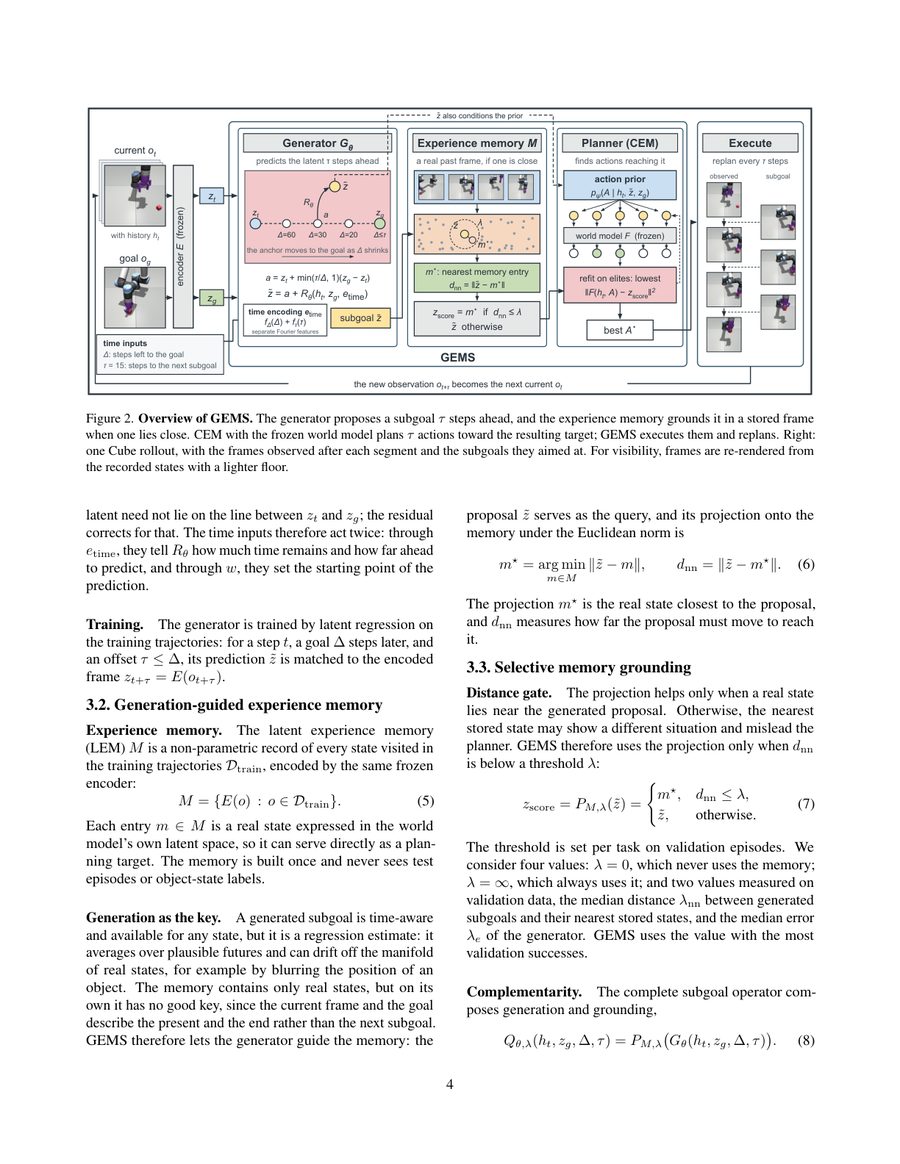 z̃ also conditions the prior
current oₜ
with history hₜ
goal o_g
encoder E (frozen)
zₜ
z_g
time inputs
Δ: steps left to the goal
τ = 15: steps to the next subgoal
Generator G_θ
predicts the latent τ steps ahead
z̃
R_θ
zₜ
a
z_g
Δ=60 Δ=30 Δ=20 Δ≤τ
the anchor moves to the goal as Δ shrinks
a = zₜ + min(τ/Δ, 1)(z_g − zₜ)
z̃ = a + R_θ(hₜ, z_g, e_time)
time encoding e_time
f_Δ(Δ) + f_τ(τ)
separate Fourier features
subgoal z̃
Experience memory M
a real past frame, if one is close
z̃
λ
m*
m*: nearest memory entry
d_nn = ‖z̃ − m*‖
z_score = m* if d_nn ≤ λ
z̃ otherwise
GEMS
Planner (CEM)
finds actions reaching it
action prior
p_ψ(A | hₜ, z̃, z_g)
world model F (frozen)
refit on elites: lowest
‖F(hₜ, A) − z_score‖²
best A*
Execute
replan every τ steps
observed
subgoal
the new observation oₜ₊τ becomes the next current oₜ
Figure 2. Overview of GEMS. The generator proposes a subgoal τ steps ahead, and the experience memory grounds it in a stored frame
when one lies close. CEM with the frozen world model plans τ actions toward the resulting target; GEMS executes them and replans. Right:
one Cube rollout, with the frames observed after each segment and the subgoals they aimed at. For visibility, frames are re-rendered from
the recorded states with a lighter floor.
latent need not lie on the line between zₜ and z_g; the residual
corrects for that. The time inputs therefore act twice: through
e_time, they tell R_θ how much time remains and how far ahead
to predict, and through w, they set the starting point of the
prediction.
Training. The generator is trained by latent regression on
the training trajectories: for a step t, a goal Δ steps later, and
an offset τ ≤ Δ, its prediction z̃ is matched to the encoded
frame zₜ₊τ = E(oₜ₊τ).
3.2. Generation-guided experience memory
Experience memory. The latent experience memory
(LEM) M is a non-parametric record of every state visited in
the training trajectories D_train, encoded by the same frozen
encoder:
M = {E(o) : o ∈ D_train}. (5)
Each entry m ∈ M is a real state expressed in the world
model's own latent space, so it can serve directly as a plan-
ning target. The memory is built once and never sees test
episodes or object-state labels.
Generation as the key. A generated subgoal is time-aware
and available for any state, but it is a regression estimate: it
averages over plausible futures and can drift off the manifold
of real states, for example by blurring the position of an
object. The memory contains only real states, but on its
own it has no good key, since the current frame and the goal
describe the present and the end rather than the next subgoal.
GEMS therefore lets the generator guide the memory: the
proposal z̃ serves as the query, and its projection onto the
memory under the Euclidean norm is
m* = arg min ‖z̃ − m‖, d_nn = ‖z̃ − m*‖. (6)
m∈M
The projection m* is the real state closest to the proposal,
and d_nn measures how far the proposal must move to reach
it.
3.3. Selective memory grounding
Distance gate. The projection helps only when a real state
lies near the generated proposal. Otherwise, the nearest
stored state may show a different situation and mislead the
planner. GEMS therefore uses the projection only when d_nn
is below a threshold λ:
z_score = P_M,λ(z̃) = { m*, d_nn ≤ λ,
z̃, otherwise. (7)
The threshold is set per task on validation episodes. We
consider four values: λ = 0, which never uses the memory;
λ = ∞, which always uses it; and two values measured on
validation data, the median distance λ_nn between generated
subgoals and their nearest stored states, and the median error
λ_e of the generator. GEMS uses the value with the most
validation successes.
Complementarity. The complete subgoal operator com-
poses generation and grounding,
Q_θ,λ(hₜ, z_g, Δ, τ) = P_M,λ(G_θ(hₜ, z_g, Δ, τ)). (8)
4